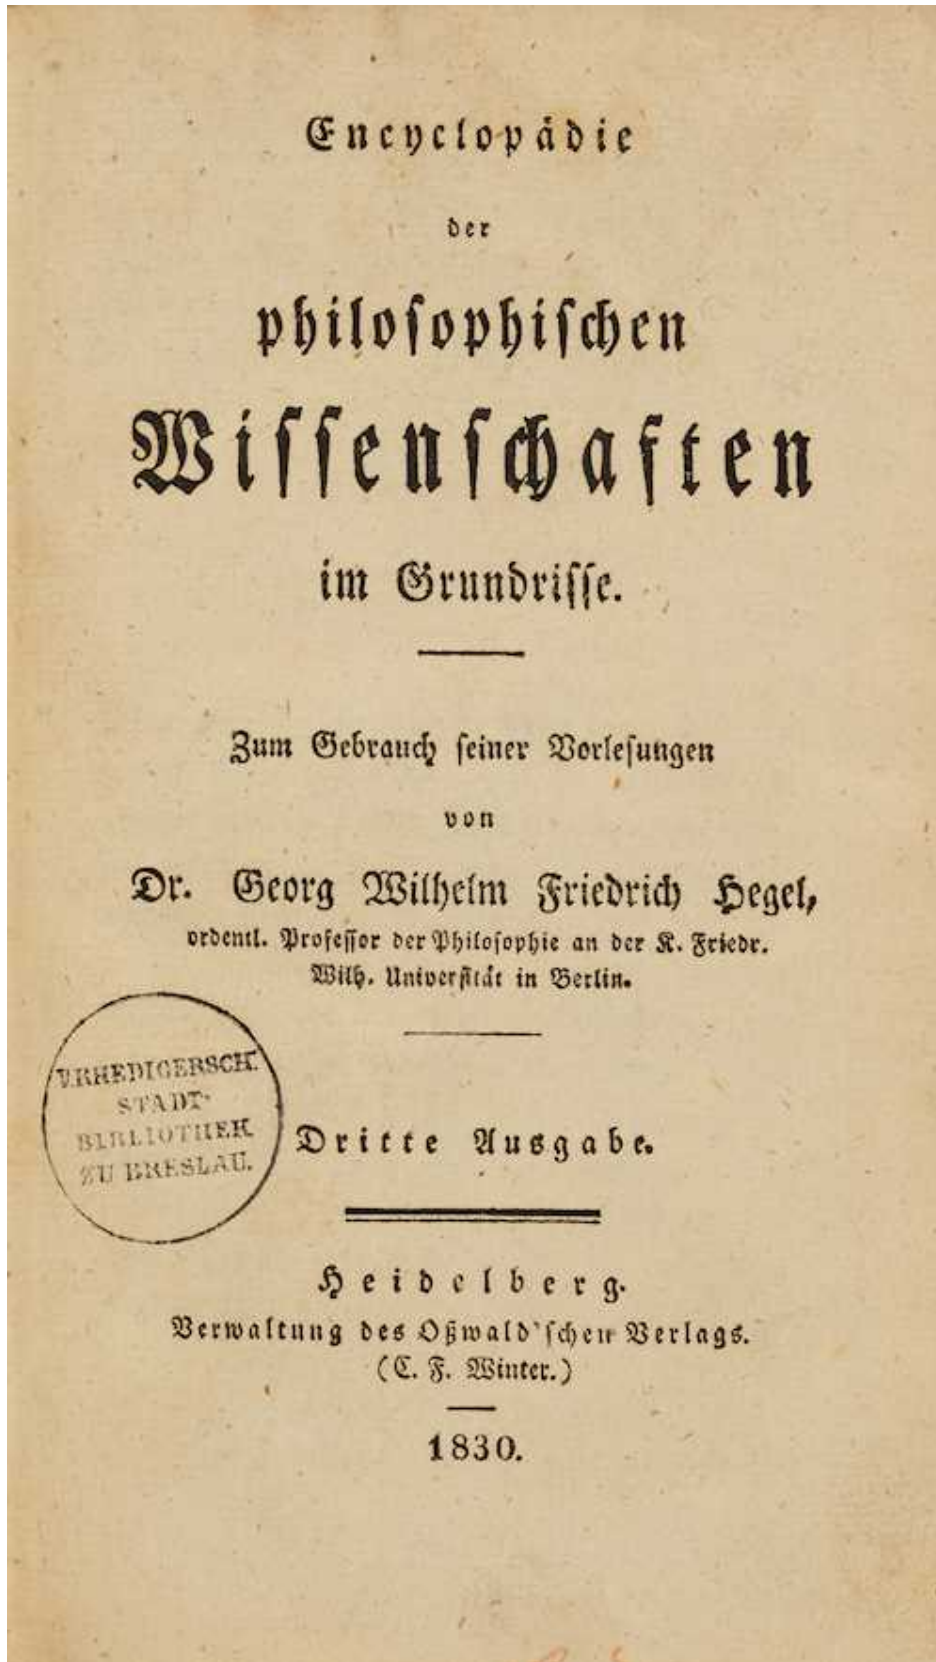 Encyclopädie
der
philosophischen
Wissenschaften
im Grundrisse.
Zum Gebrauch seiner Vorlesungen
von
Dr. Georg Wilhelm Friedrich Hegel,
ordentl. Professor der Philosophie an der K. Friedr.
Wilh. Universität in Berlin.
V. RHEDIGERSCH.
STADT-
BIBLIOTHEK
ZU BRESLAU.
Dritte Ausgabe.
Heidelberg.
Verwaltung des Oßwald'schen Verlags.
(C. F. Winter.)
1830.